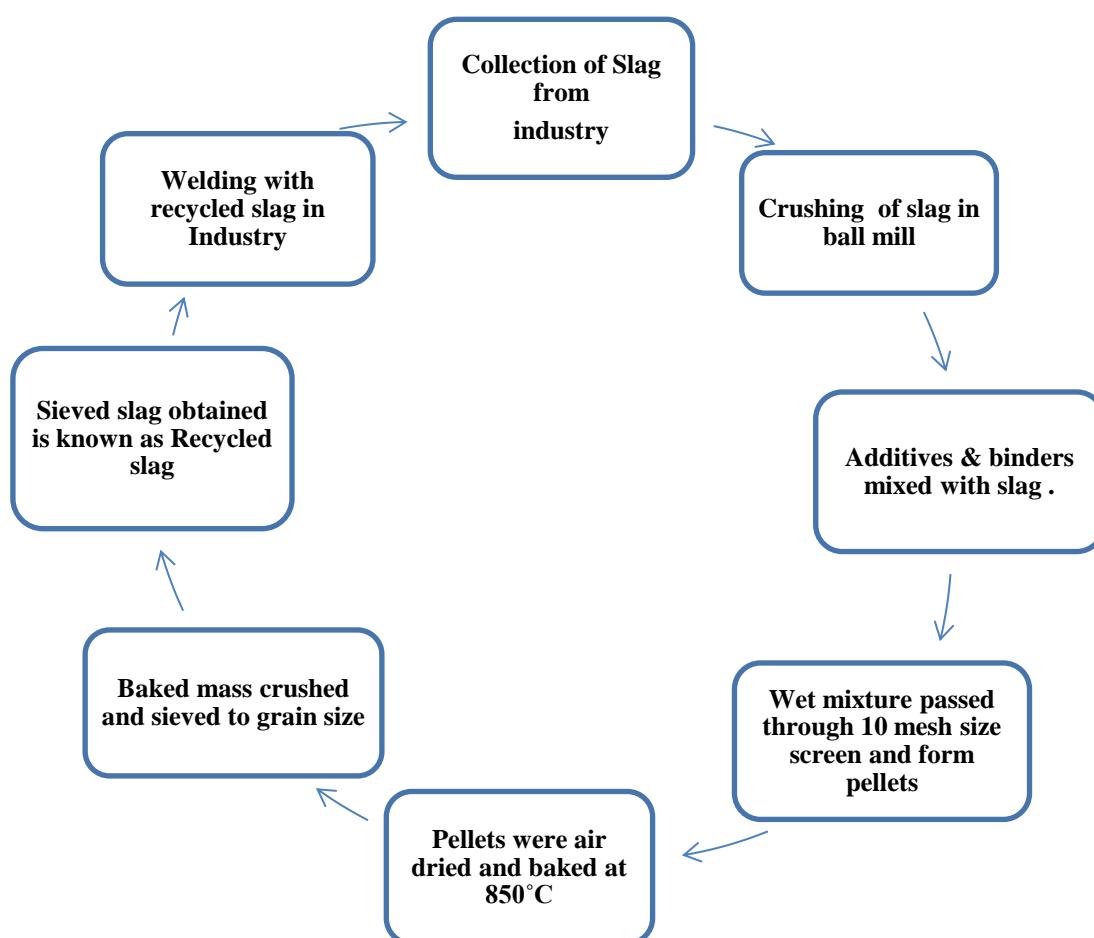 Collection of Slag
from
industry
Crushing  of slag in
ball mill
Additives & binders
mixed with slag .
Wet mixture passed
through 10 mesh size
screen and form
pellets
Pellets were air
dried and baked at
850˚C
Baked mass crushed
and sieved to grain size
Sieved slag obtained
is known as Recycled
slag
Welding with
recycled slag in
Industry